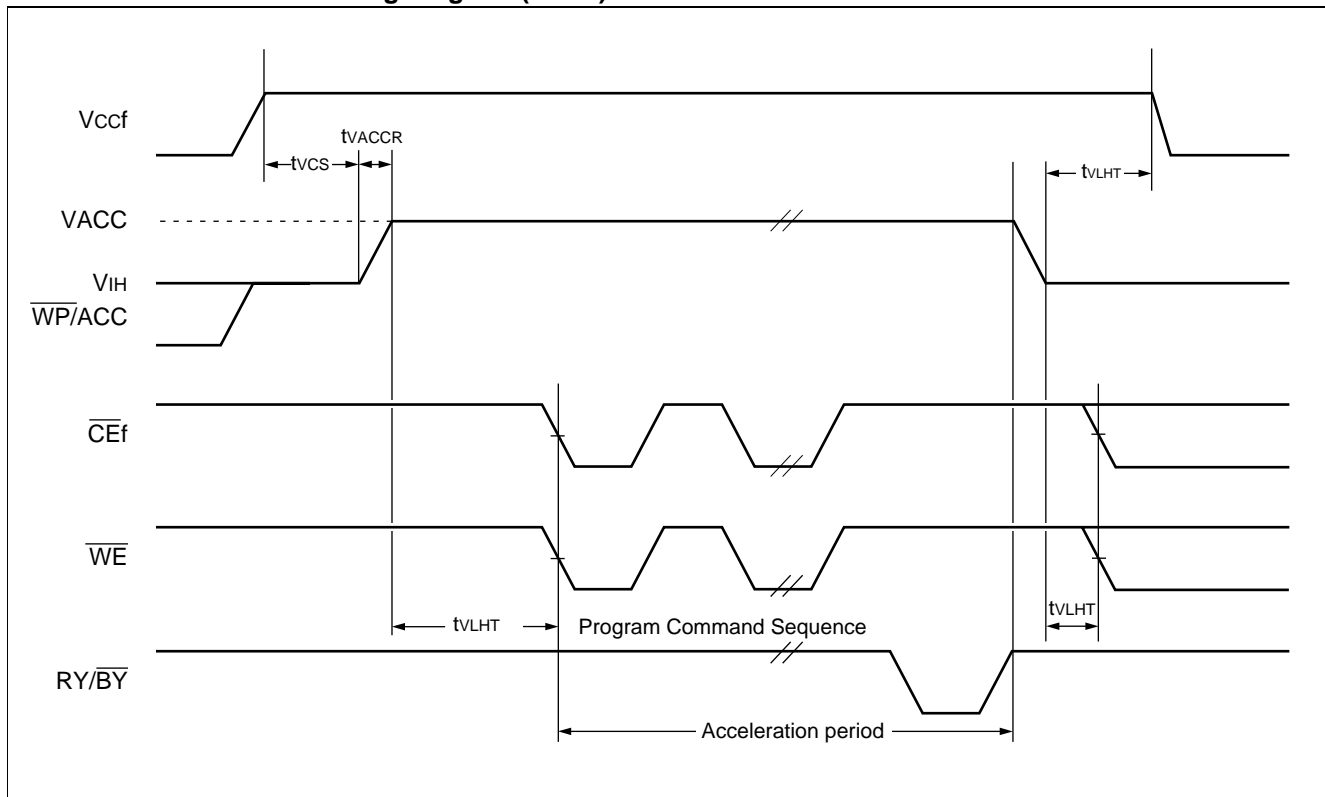 Vccf
tVACCR
tVCS
tVLHT
VACC
VIH
WP/ACC
CEf
WE
tVLHT
Program Command Sequence
tVLHT
RY/BY
Acceleration period